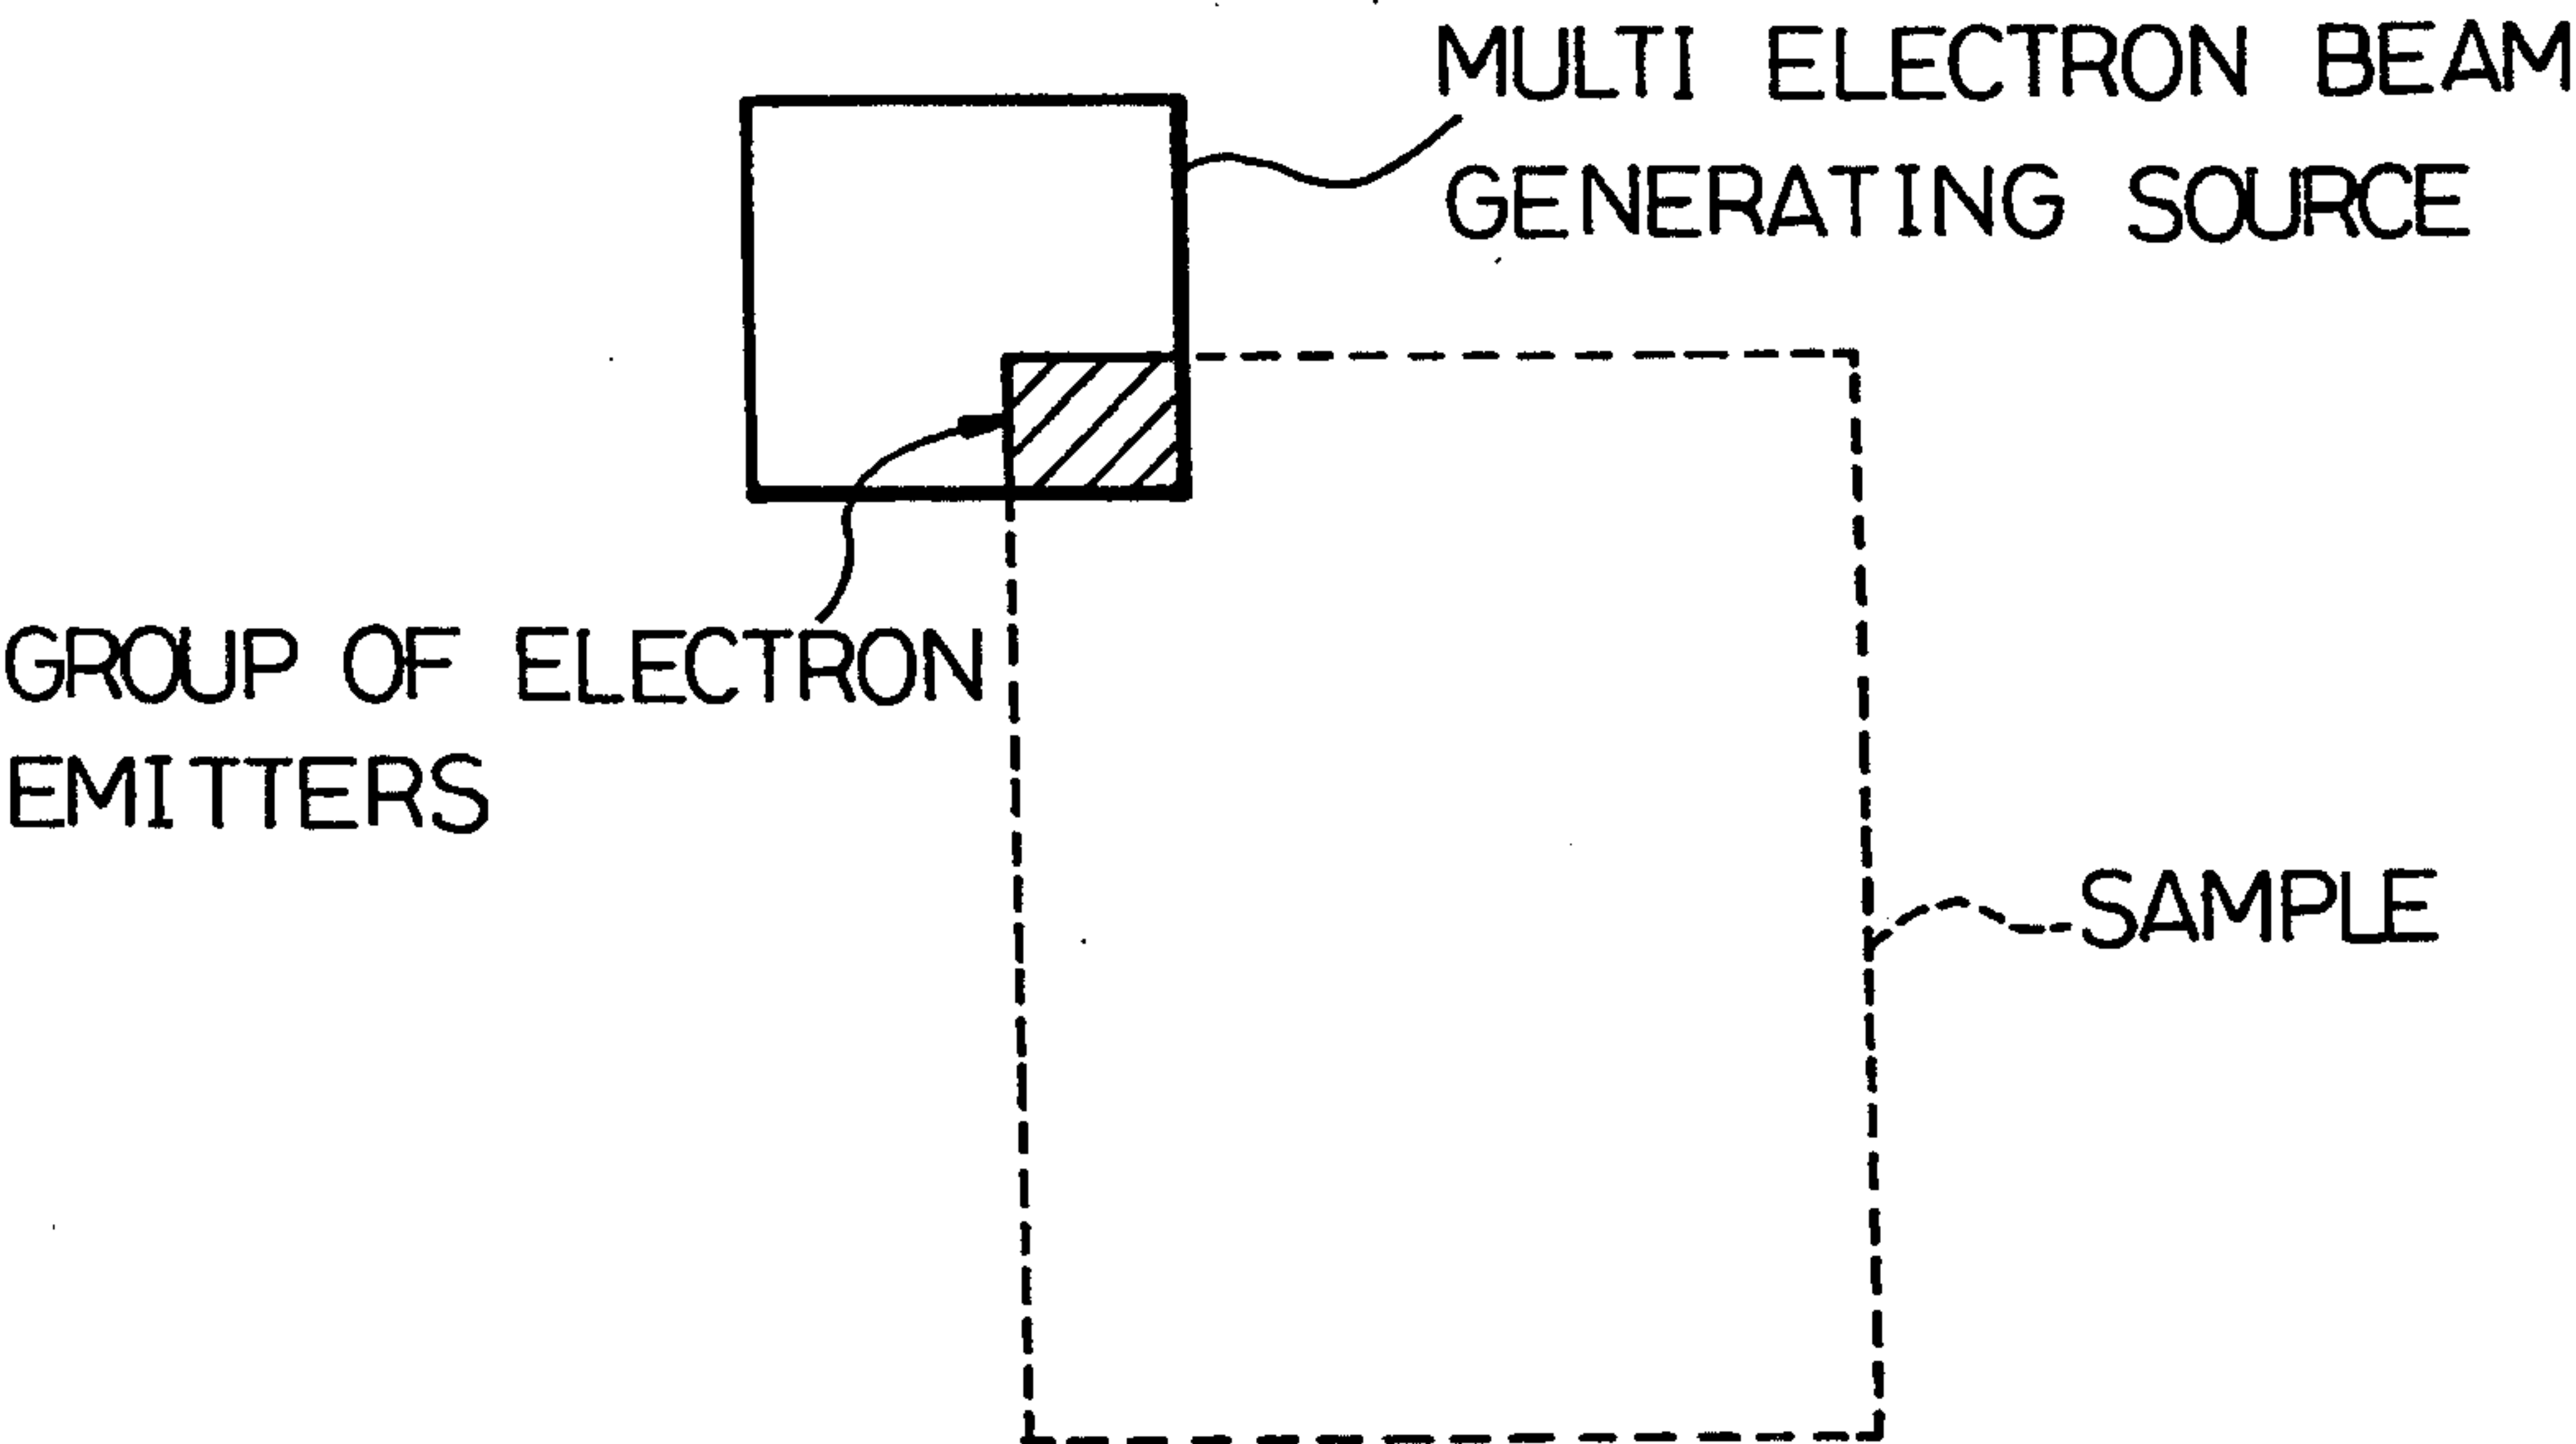 MULTI ELECTRON BEAM
GENERATING SOURCE
GROUP OF ELECTRON
EMITTERS
SAMPLE